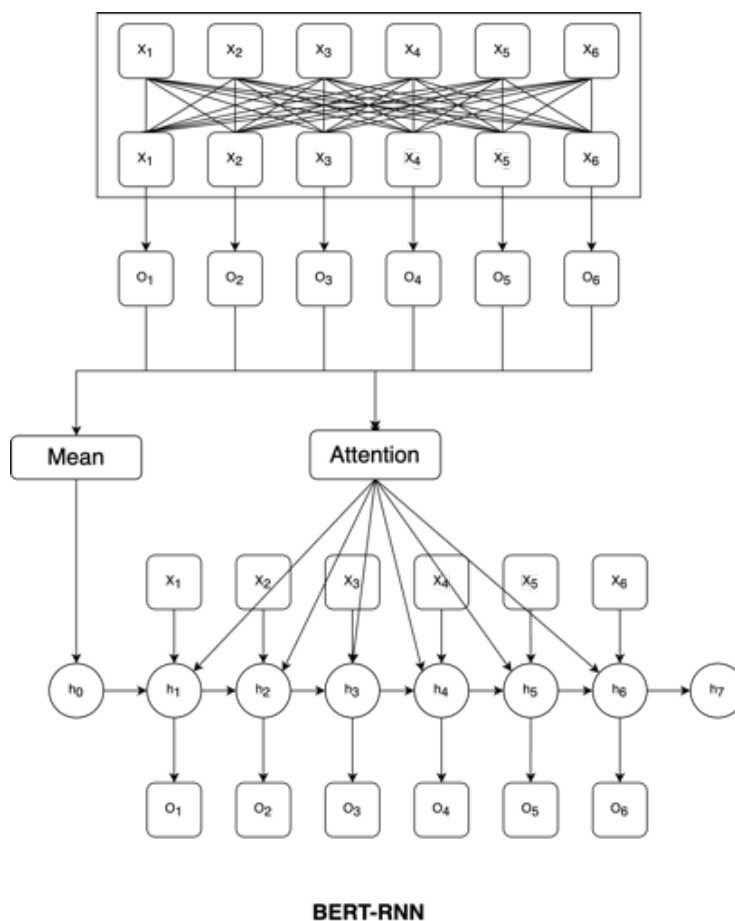 X1 X2 X3 X4 X5 X6
X1 X2 X3 X4 X5 X6
O1 O2 O3 O4 O5 O6
Mean Attention
X1 X2 X3 X4 X5 X6
h0 h1 h2 h3 h4 h5 h6 h7
O1 O2 O3 O4 O5 O6
BERT-RNN